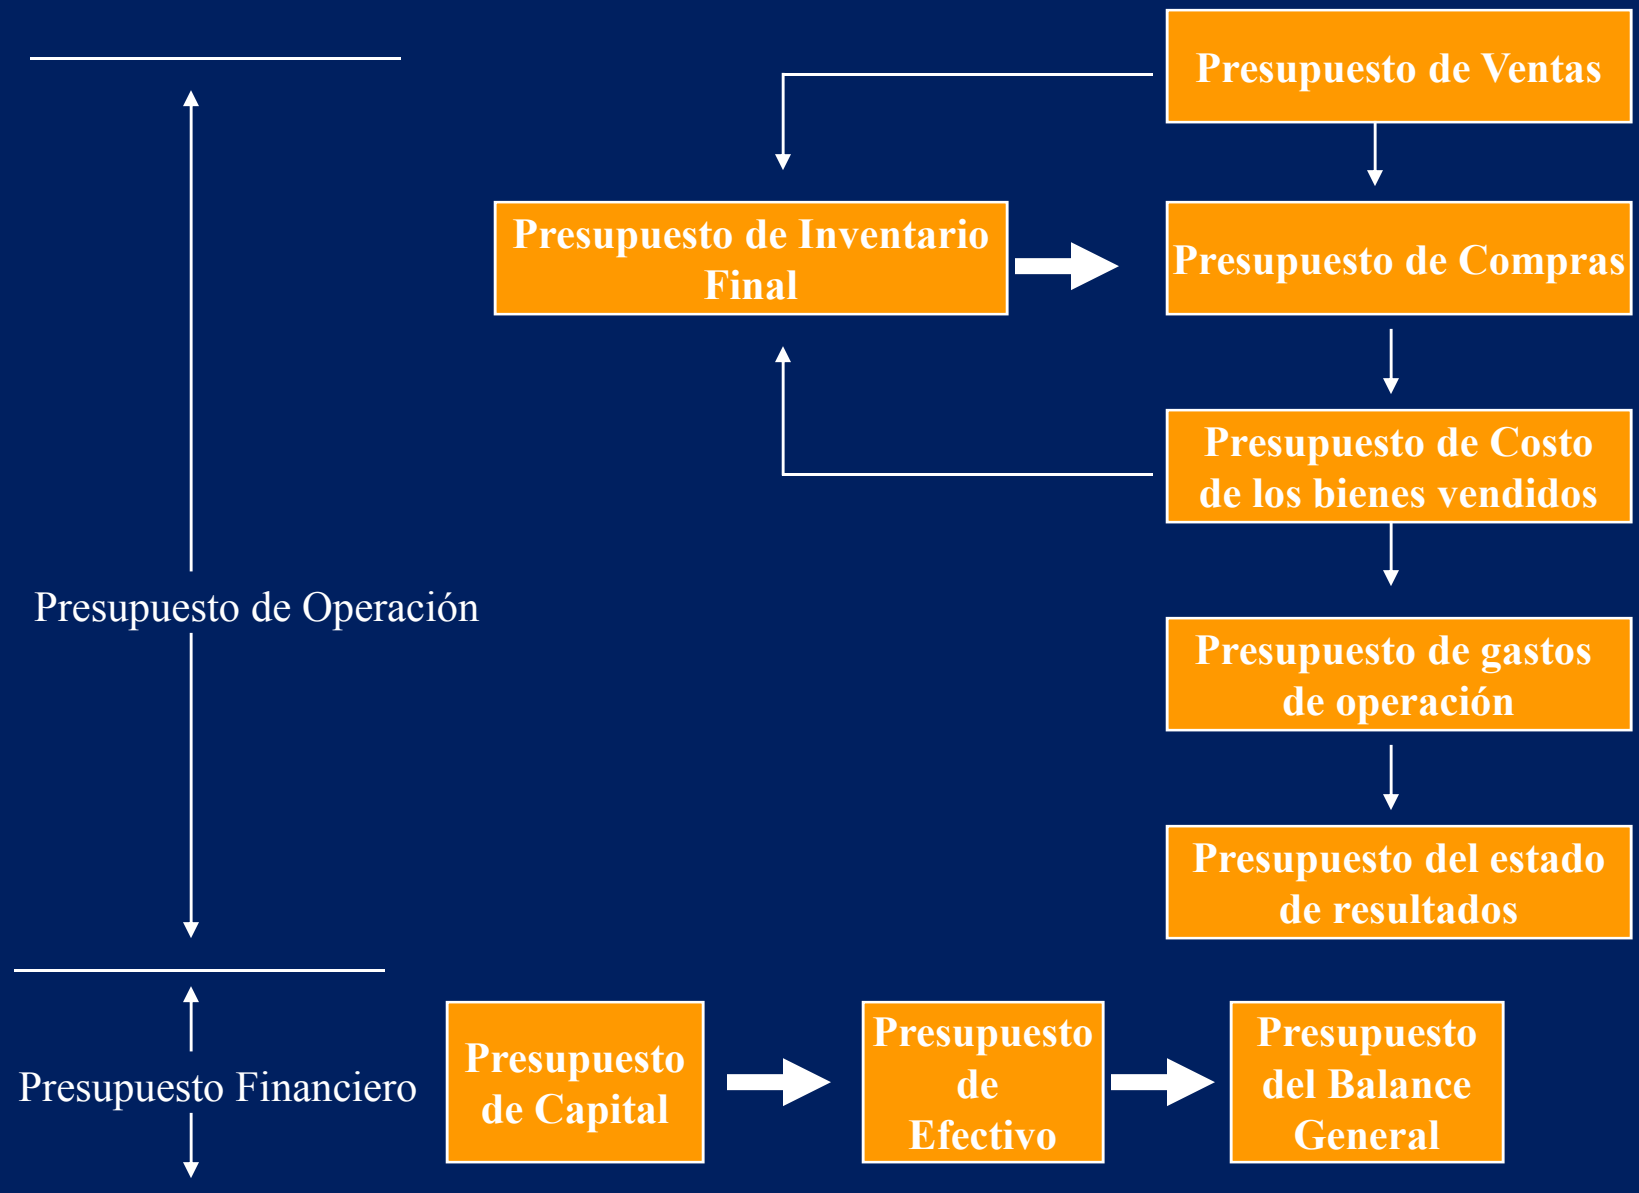 Presupuesto de Ventas
Presupuesto de Inventario
Final
Presupuesto de Compras
Presupuesto de Costo
de los bienes vendidos
Presupuesto de Operación
Presupuesto de gastos
de operación
Presupuesto del estado
de resultados
Presupuesto Financiero
Presupuesto
de Capital
Presupuesto
de
Efectivo
Presupuesto
del Balance
General